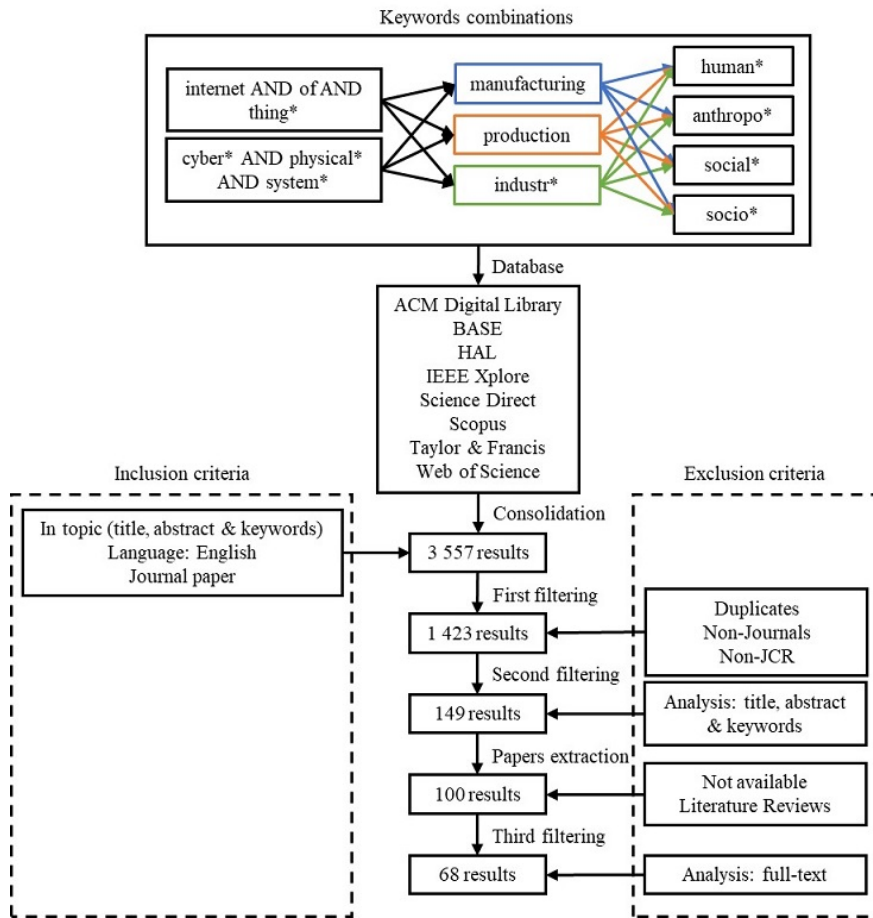 Keywords combinations
internet AND of AND
thing*
cyber* AND physical*
AND system*
manufacturing
production
industr*
human*
anthropo*
social*
socio*
Database
ACM Digital Library
BASE
HAL
IEEE Xplore
Science Direct
Scopus
Taylor & Francis
Web of Science
Inclusion criteria
Exclusion criteria
Consolidation
In topic (title, abstract & keywords)
Language: English
Journal paper
3 557 results
First filtering
1 423 results
Duplicates
Non-Journals
Non-JCR
Second filtering
149 results
Analysis: title, abstract
& keywords
Papers extraction
100 results
Not available
Literature Reviews
Third filtering
68 results
Analysis: full-text